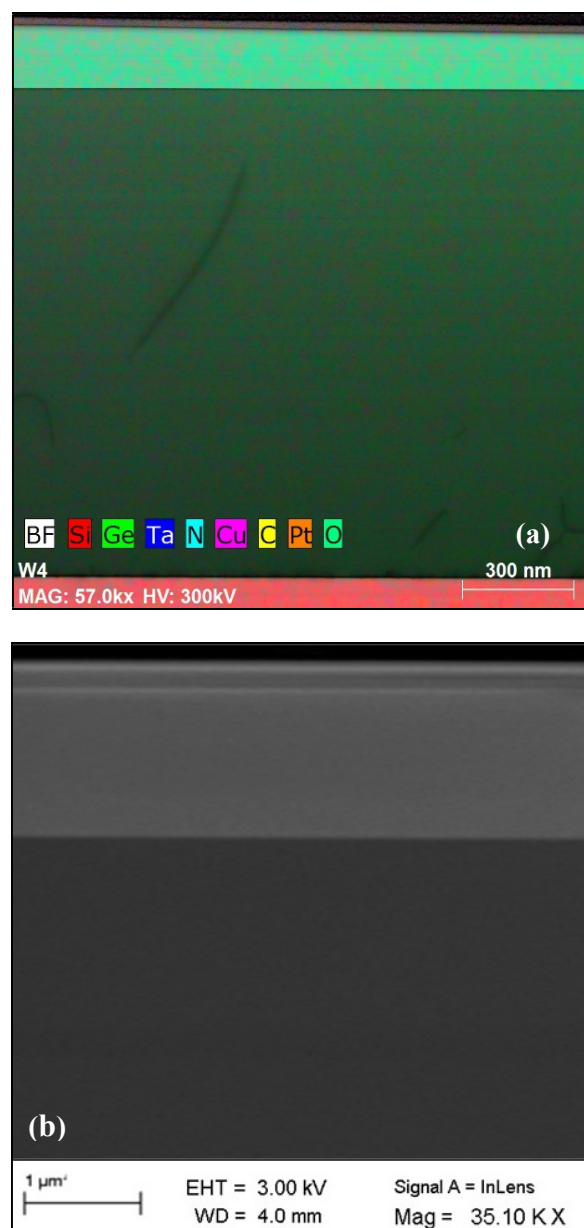 BF Si Ge Ta N Cu C Pt O
(a)
W4
300 nm
MAG: 57.0kx HV: 300kV
(b)
1 µm
EHT = 3.00 kV
Signal A = InLens
WD = 4.0 mm
Mag = 35.10 K X